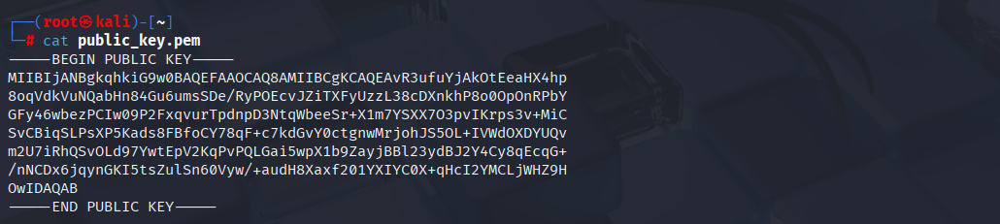 ┌──(root㉿kali)-[~]
└─# cat public_key.pem
-----BEGIN PUBLIC KEY-----
MIIBIjANBgkqhkiG9w0BAQEFAAOCAQ8AMIIBCgKCAQEAvR3ufuYjAkOtEeaHX4hp
8oqVdkVuNQabHn84Gu6umsSDe/RyPOEcvJZiTXFyUzzL38cDXnkhP8o0OpOnRPbY
GFy46wbezPCIw09P2FxqvurTpdnpD3NtqWbeeSr+X1m7YSXX7O3pvIKrps3v+MiC
SvCBiqSLPsXP5Kads8FBfoCY78qF+c7kdGvY0ctgnwMrjohJS5OL+IVWdOXDYUQv
m2U7iRhQSvOLd97YwtEpV2KqPvPQLGai5wpX1b9ZayjBBl23ydBJ2Y4Cy8qEcqG+
/nNCDx6jqynGKI5tsZulSn60Vyw/+audH8Xaxf201YXIYC0X+qHcI2YMCLjWHZ9H
OwIDAQAB
-----END PUBLIC KEY-----